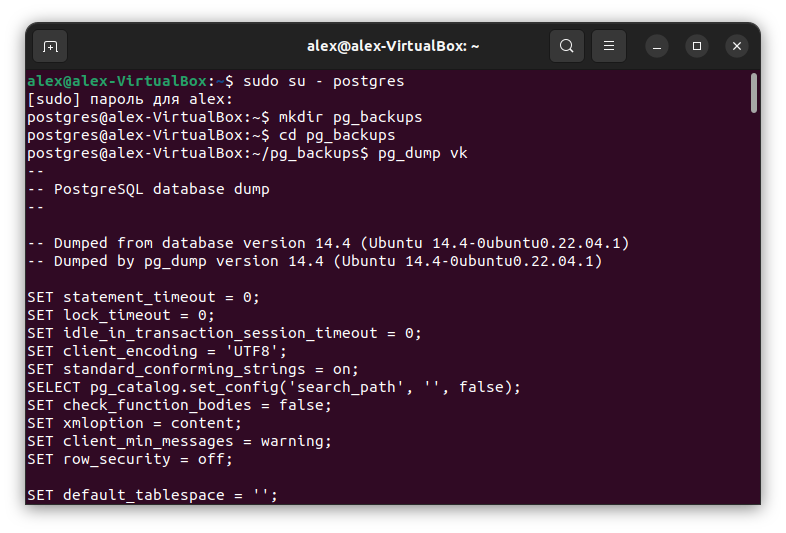 alex@alex-VirtualBox: ~
alex@alex-VirtualBox:~$ sudo su - postgres
[sudo] пароль для alex:
postgres@alex-VirtualBox:~$ mkdir pg_backups
postgres@alex-VirtualBox:~$ cd pg_backups
postgres@alex-VirtualBox:~/pg_backups$ pg_dump vk
--
-- PostgreSQL database dump
--

-- Dumped from database version 14.4 (Ubuntu 14.4-0ubuntu0.22.04.1)
-- Dumped by pg_dump version 14.4 (Ubuntu 14.4-0ubuntu0.22.04.1)

SET statement_timeout = 0;
SET lock_timeout = 0;
SET idle_in_transaction_session_timeout = 0;
SET client_encoding = 'UTF8';
SET standard_conforming_strings = on;
SELECT pg_catalog.set_config('search_path', '', false);
SET check_function_bodies = false;
SET xmloption = content;
SET client_min_messages = warning;
SET row_security = off;

SET default_tablespace = '';